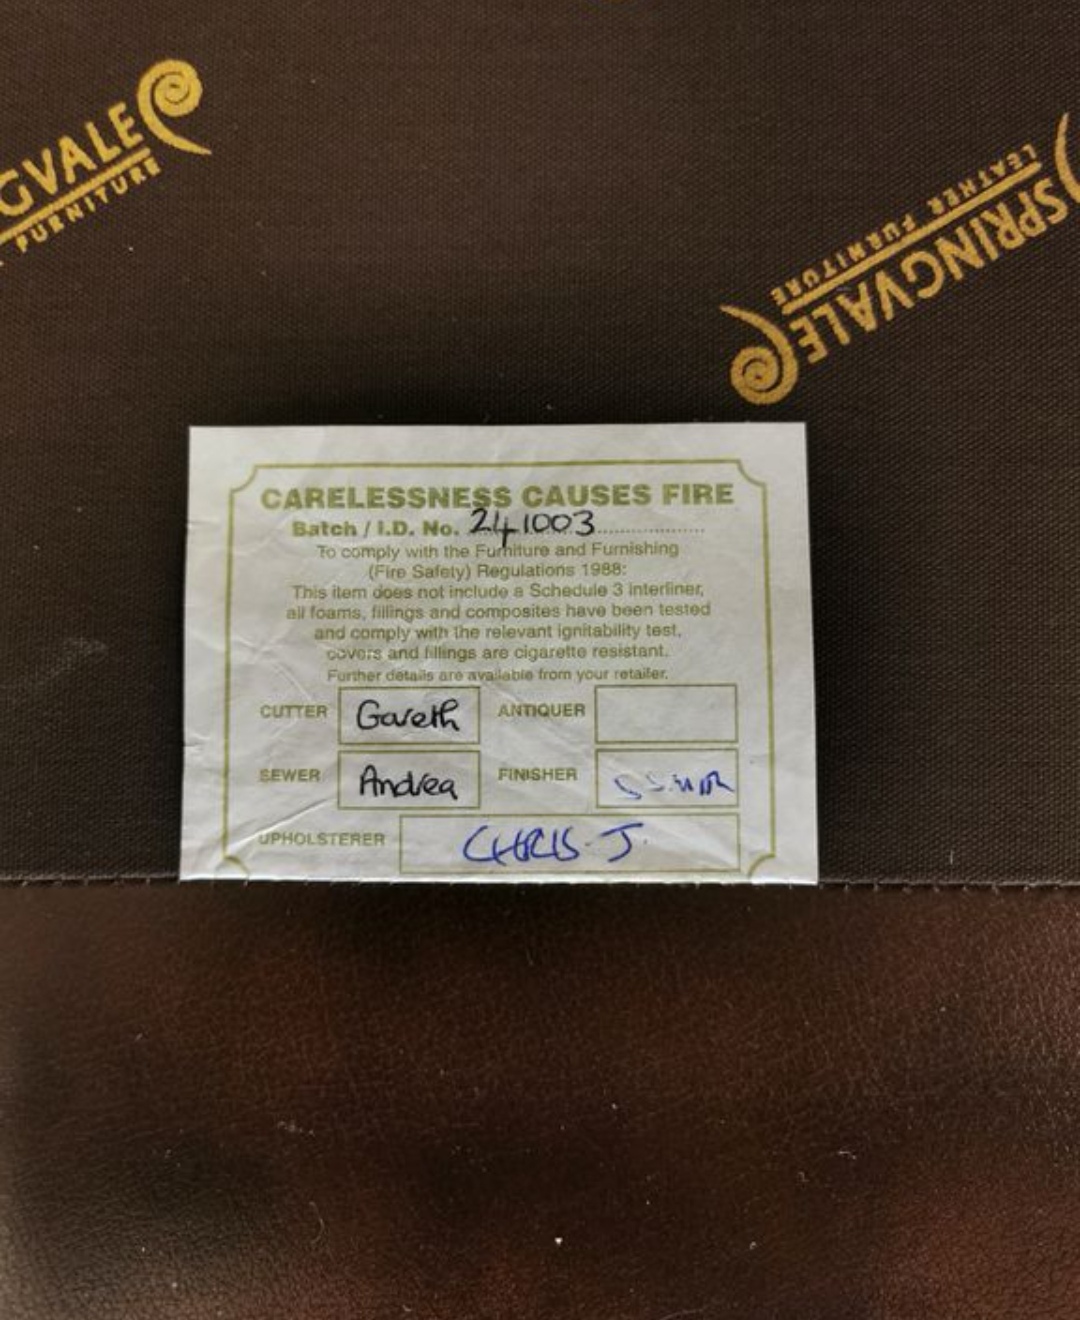 GVALE
FURNITURE
SPRINGVALE
LEATHER FURNITURE
CARELESSNESS CAUSES FIRE
Batch / I.D. No. 241003
To comply with the Furniture and Furnishing
(Fire Safety) Regulations 1988:
This item does not include a Schedule 3 interliner,
all foams, fillings and composites have been tested
and comply with the relevant ignitability test,
covers and fillings are cigarette resistant.
Further details are available from your retailer.
CUTTER Gareth ANTIQUER
SEWER Andrea FINISHER
UPHOLSTERER CHRIS. J.